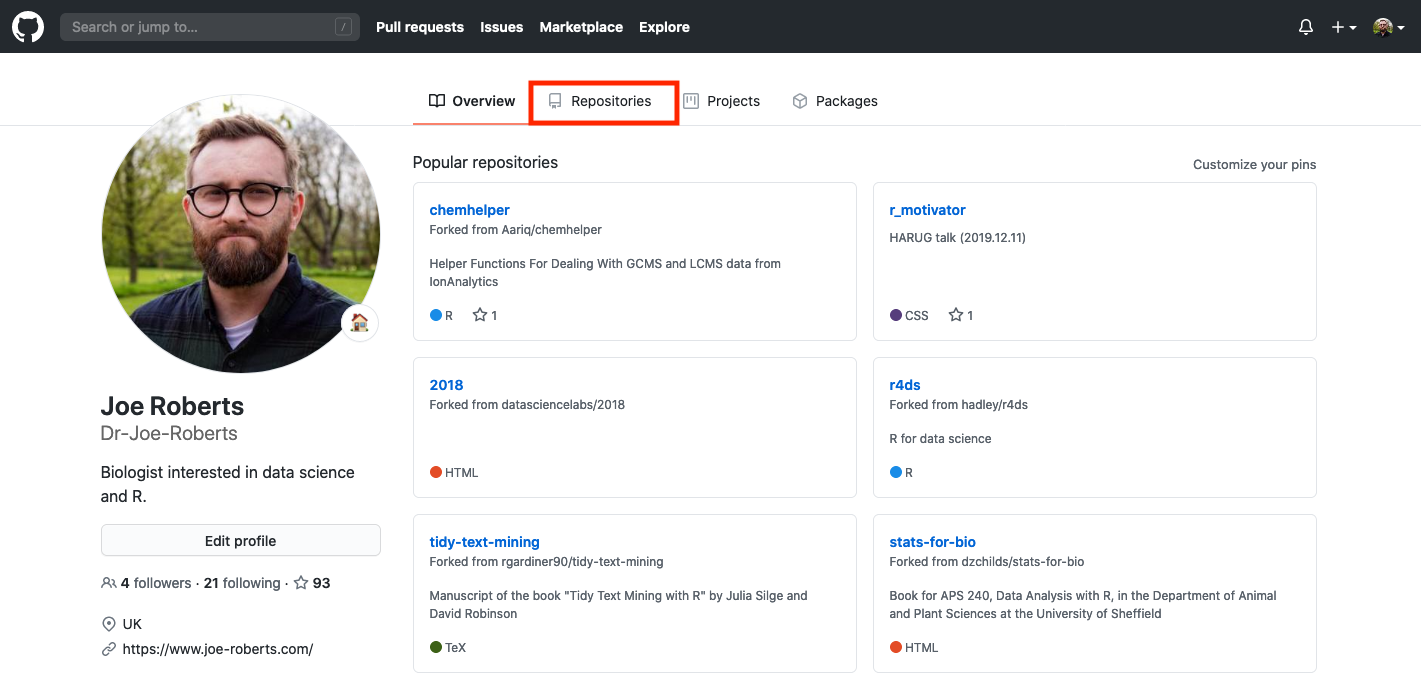 Search or jump to... /
Pull requests Issues Marketplace Explore
Overview Repositories Projects Packages
Joe Roberts
Dr-Joe-Roberts
Biologist interested in data science
and R.
Edit profile
4 followers · 21 following · 93
UK
https://www.joe-roberts.com/
Popular repositories
Customize your pins
chemhelper
Forked from Aariq/chemhelper
Helper Functions For Dealing With GCMS and LCMS data from
IonAnalytics
R 1
r_motivator
HARUG talk (2019.12.11)
CSS 1
2018
Forked from datasciencelabs/2018
HTML
r4ds
Forked from hadley/r4ds
R for data science
R
tidy-text-mining
Forked from rgardiner90/tidy-text-mining
Manuscript of the book "Tidy Text Mining with R" by Julia Silge and
David Robinson
TeX
stats-for-bio
Forked from dzchilds/stats-for-bio
Book for APS 240, Data Analysis with R, in the Department of Animal
and Plant Sciences at the University of Sheffield
HTML